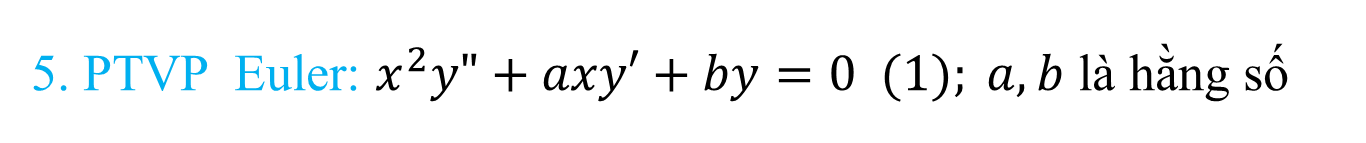 5. PTVP Euler: x²y" + axy′ + by = 0 (1); a, b là hằng số